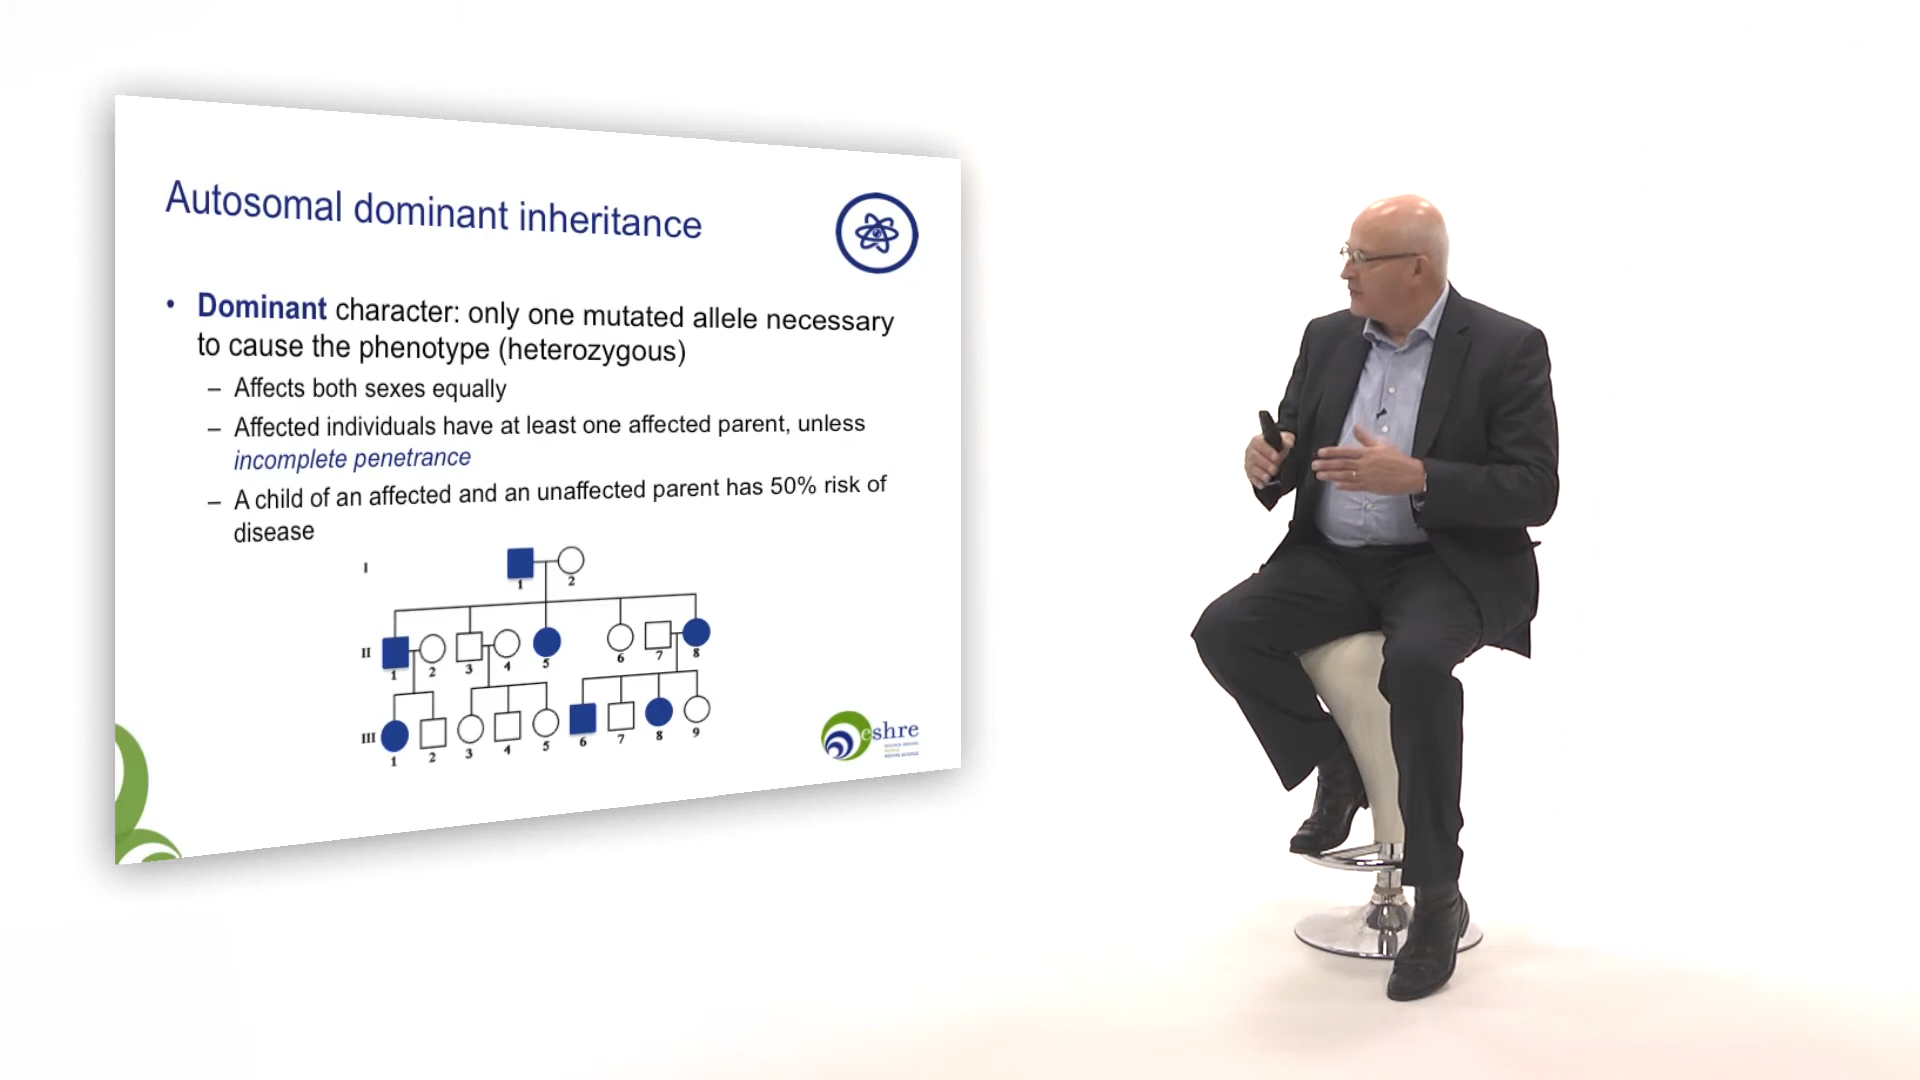 Autosomal dominant inheritance
• Dominant character: only one mutated allele necessary
to cause the phenotype (heterozygous)
– Affects both sexes equally
– Affected individuals have at least one affected parent, unless
incomplete penetrance
– A child of an affected and an unaffected parent has 50% risk of
disease
I
1 2
II
1 2 3 4 5 6 7 8
III
1 2 3 4 5 6 7 8 9
eshre